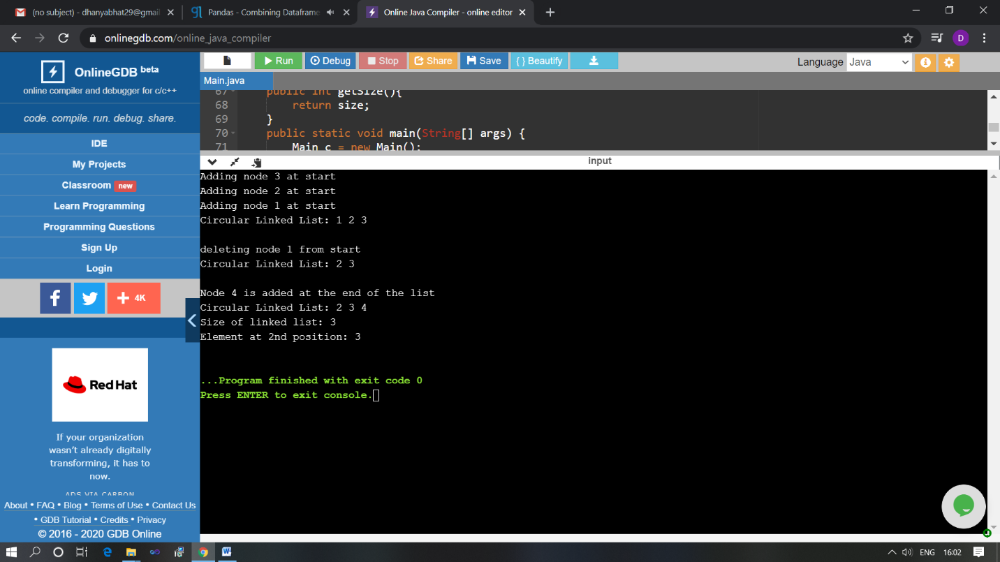 (no subject) - dhanyabhat29@gmai
Pandas - Combining Dataframe
Online Java Compiler - online editor
onlinegdb.com/online_java_compiler
D
OnlineGDB beta
online compiler and debugger for c/c++
code. compile. run. debug. share.
IDE
My Projects
Classroom new
Learn Programming
Programming Questions
Sign Up
Login
4K
Red Hat
If your organization
wasn't already digitally
transforming, it has to
now.
ADS VIA CARBON
About • FAQ • Blog • Terms of Use • Contact Us
• GDB Tutorial • Credits • Privacy
© 2016 - 2020 GDB Online
Run Debug Stop Share Save { } Beautify
Language Java
Main.java
67 public int getSize(){
68 return size;
69 }
70 public static void main(String[] args) {
71 Main c = new Main();
input
Adding node 3 at start
Adding node 2 at start
Adding node 1 at start
Circular Linked List: 1 2 3
deleting node 1 from start
Circular Linked List: 2 3
Node 4 is added at the end of the list
Circular Linked List: 2 3 4
Size of linked list: 3
Element at 2nd position: 3
...Program finished with exit code 0
Press ENTER to exit console.
ENG 16:02